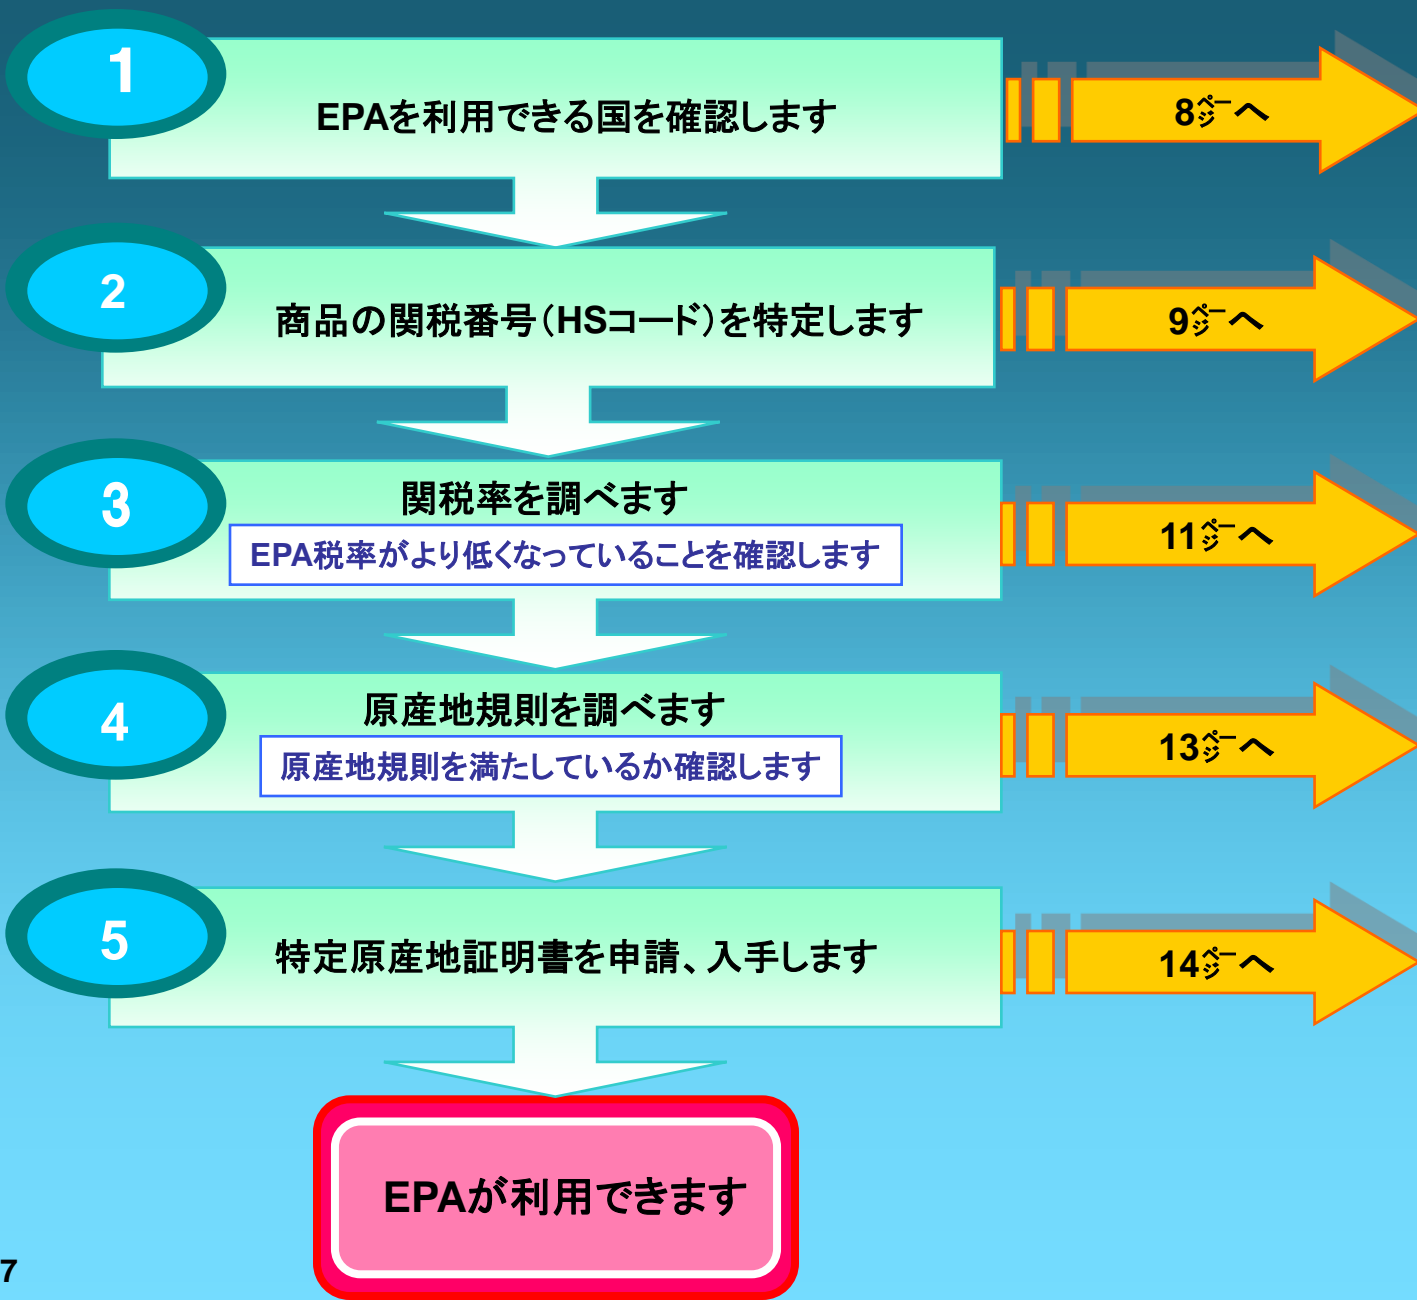 1
EPAを利用できる国を確認します
8ページへ
2
商品の関税番号（HSコード）を特定します
9ページへ
3
関税率を調べます
EPA税率がより低くなっていることを確認します
11ページへ
4
原産地規則を調べます
原産地規則を満たしているか確認します
13ページへ
5
特定原産地証明書を申請、入手します
14ページへ
EPAが利用できます
7